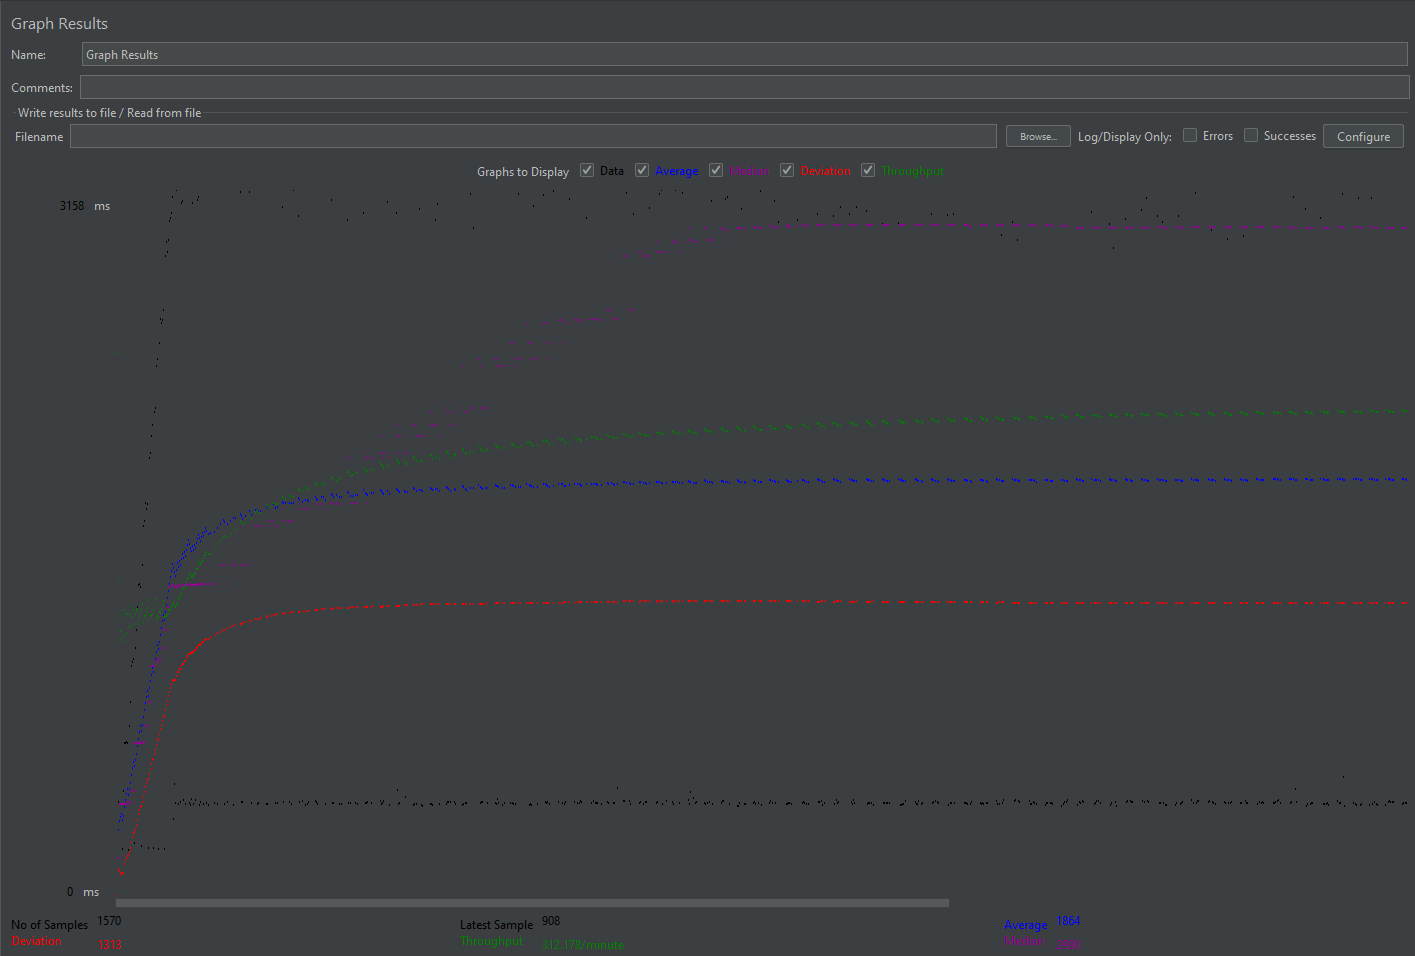 Graph Results
Name: Graph Results
Comments:
Write results to file / Read from file
Filename Browse... Log/Display Only: Errors Successes Configure
Graphs to Display Data Average Median Deviation Throughput
3158 ms
0 ms
No of Samples 1570 Latest Sample 908 Average 1864
Deviation 1313 Throughput 312.178/minute Median